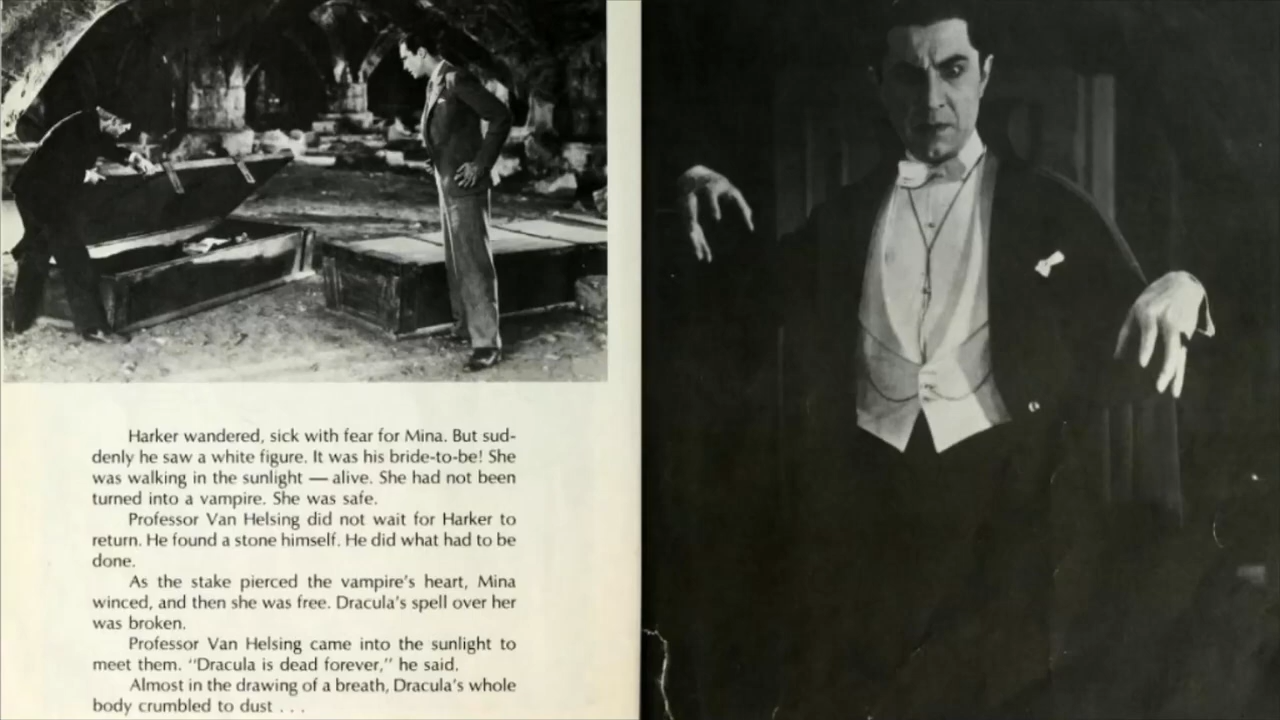 Harker wandered, sick with fear for Mina. But sud-
denly he saw a white figure. It was his bride-to-be! She
was walking in the sunlight — alive. She had not been
turned into a vampire. She was safe.
Professor Van Helsing did not wait for Harker to
return. He found a stone himself. He did what had to be
done.
As the stake pierced the vampire's heart, Mina
winced, and then she was free. Dracula's spell over her
was broken.
Professor Van Helsing came into the sunlight to
meet them. "Dracula is dead forever," he said.
Almost in the drawing of a breath, Dracula's whole
body crumbled to dust . . .